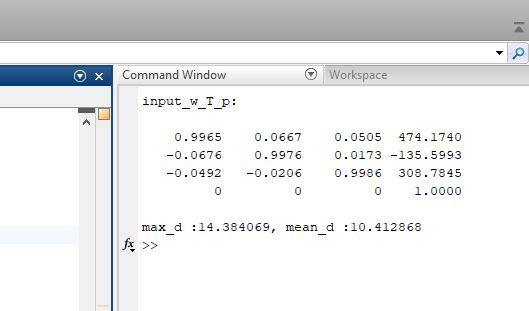 Command Window
Workspace
input_w_T_p:
0.9965 0.0667 0.0505 474.1740
-0.0676 0.9976 0.0173 -135.5993
-0.0492 -0.0206 0.9986 308.7845
0 0 0 1.0000
max_d :14.384069, mean_d :10.412868
fx >>